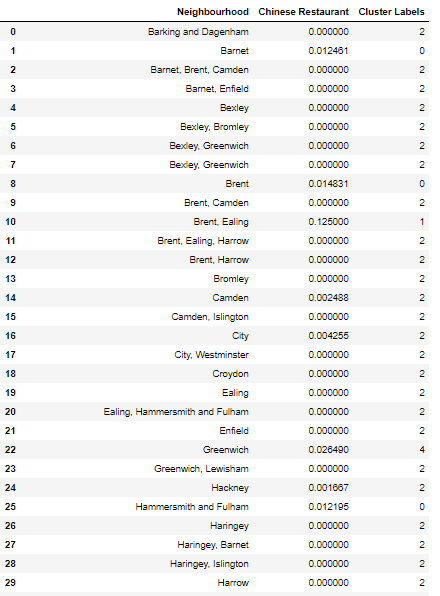 Neighbourhood Chinese Restaurant Cluster Labels
0 Barking and Dagenham 0.000000 2
1 Barnet 0.012461 0
2 Barnet, Brent, Camden 0.000000 2
3 Barnet, Enfield 0.000000 2
4 Bexley 0.000000 2
5 Bexley, Bromley 0.000000 2
6 Bexley, Greenwich 0.000000 2
7 Bexley, Greenwich 0.000000 2
8 Brent 0.014831 0
9 Brent, Camden 0.000000 2
10 Brent, Ealing 0.125000 1
11 Brent, Ealing, Harrow 0.000000 2
12 Brent, Harrow 0.000000 2
13 Bromley 0.000000 2
14 Camden 0.002488 2
15 Camden, Islington 0.000000 2
16 City 0.004255 2
17 City, Westminster 0.000000 2
18 Croydon 0.000000 2
19 Ealing 0.000000 2
20 Ealing, Hammersmith and Fulham 0.000000 2
21 Enfield 0.000000 2
22 Greenwich 0.026490 4
23 Greenwich, Lewisham 0.000000 2
24 Hackney 0.001667 2
25 Hammersmith and Fulham 0.012195 0
26 Haringey 0.000000 2
27 Haringey, Barnet 0.000000 2
28 Haringey, Islington 0.000000 2
29 Harrow 0.000000 2